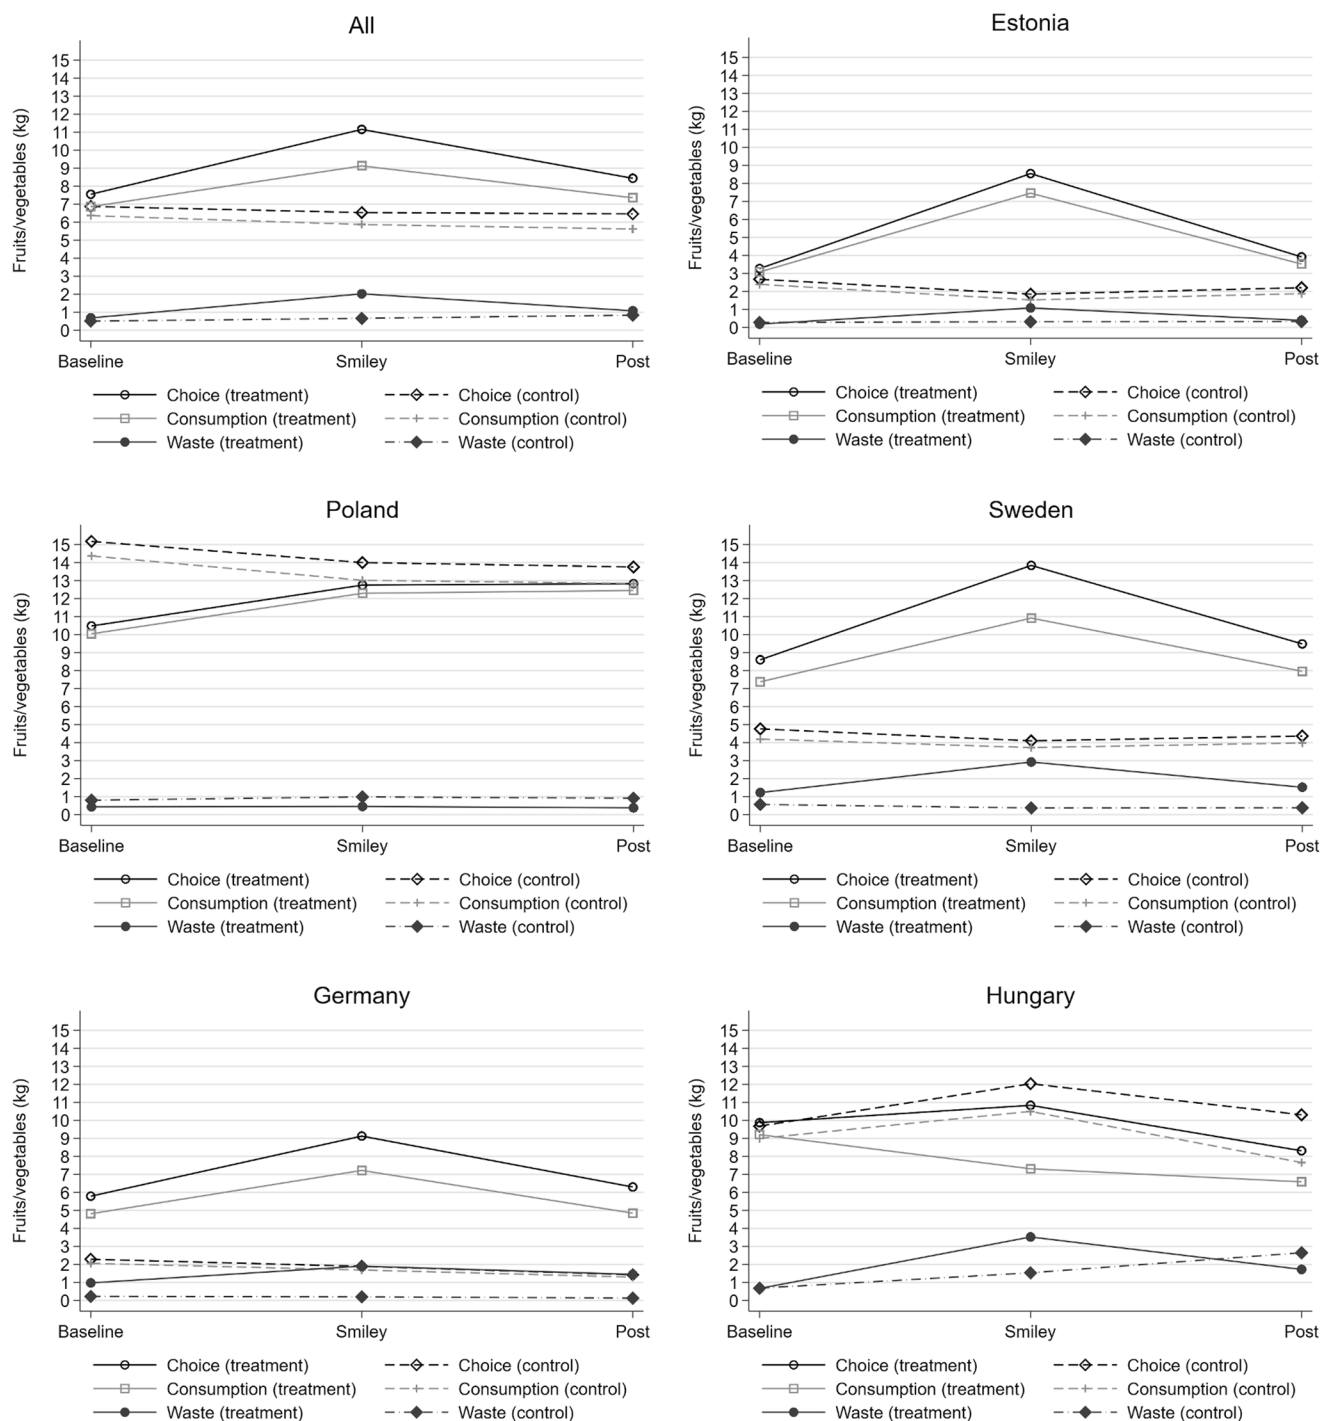 All
Fruits/vegetables (kg)
15
14
13
12
11
10
9
8
7
6
5
4
3
2
1
0
Baseline Smiley Post
Choice (treatment) Choice (control)
Consumption (treatment) Consumption (control)
Waste (treatment) Waste (control)
Estonia
Fruits/vegetables (kg)
15
14
13
12
11
10
9
8
7
6
5
4
3
2
1
0
Baseline Smiley Post
Choice (treatment) Choice (control)
Consumption (treatment) Consumption (control)
Waste (treatment) Waste (control)
Poland
Fruits/vegetables (kg)
15
14
13
12
11
10
9
8
7
6
5
4
3
2
1
0
Baseline Smiley Post
Choice (treatment) Choice (control)
Consumption (treatment) Consumption (control)
Waste (treatment) Waste (control)
Sweden
Fruits/vegetables (kg)
15
14
13
12
11
10
9
8
7
6
5
4
3
2
1
0
Baseline Smiley Post
Choice (treatment) Choice (control)
Consumption (treatment) Consumption (control)
Waste (treatment) Waste (control)
Germany
Fruits/vegetables (kg)
15
14
13
12
11
10
9
8
7
6
5
4
3
2
1
0
Baseline Smiley Post
Choice (treatment) Choice (control)
Consumption (treatment) Consumption (control)
Waste (treatment) Waste (control)
Hungary
Fruits/vegetables (kg)
15
14
13
12
11
10
9
8
7
6
5
4
3
2
1
0
Baseline Smiley Post
Choice (treatment) Choice (control)
Consumption (treatment) Consumption (control)
Waste (treatment) Waste (control)